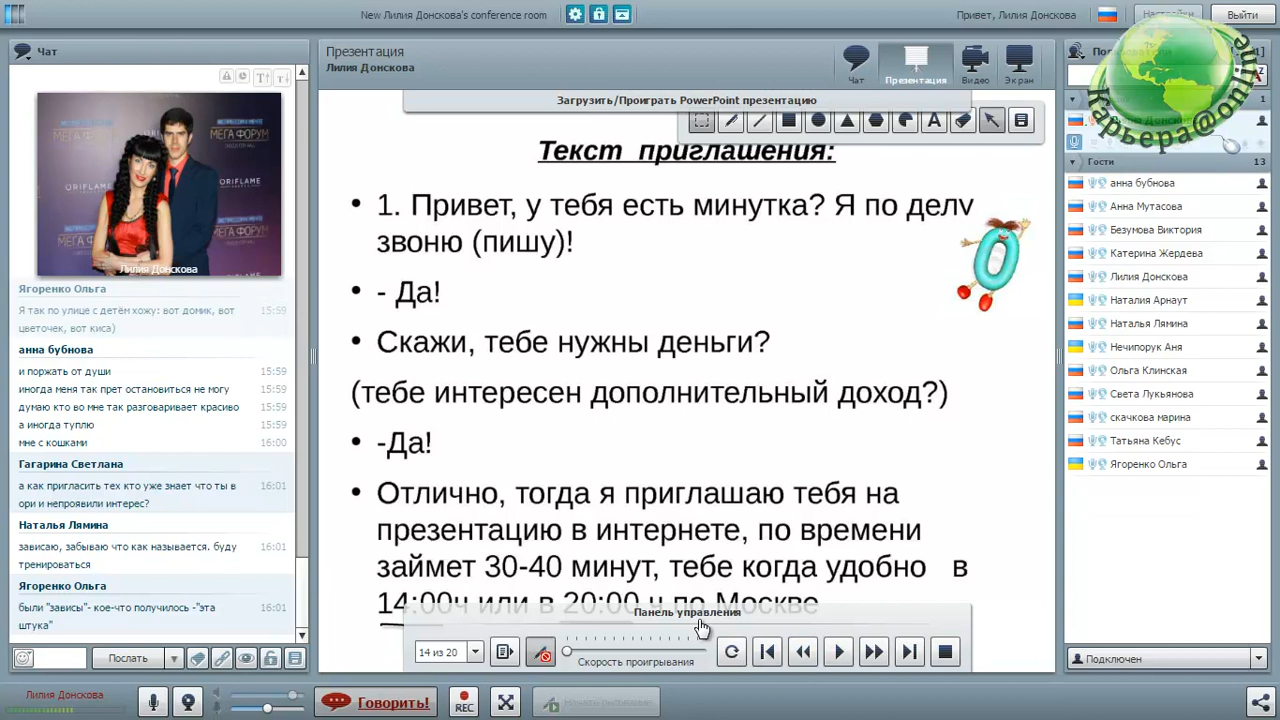 New Лилия Донскова's conference room
Привет, Лилия Донскова
Настройки
Выйти
Чат
ЭКСПРЕСС-КАРЬЕРА
МЕГА ФОРУМ
ORIFLAME
Лилия Донскова
Ягоренко Ольга
Я так по улице с детём хожу: вот домик, вот
цветочек, вот киса)
15:59
анна бубнова
и поржать от души 15:59
иногда меня так прет остановиться не могу 15:59
думаю кто во мне так разговаривает красиво 15:59
а иногда туплю 15:59
мне с кошками 16:00
Гагарина Светлана
а как пригласить тех кто уже знает что ты в 16:01
ори и непроявили интерес?
Наталья Лямина
зависаю, забываю что как называется. буду 16:01
тренироваться
Ягоренко Ольга
были "зависы"- кое-что получилось -"эта 16:01
штука"
Послать
Презентация
Лилия Донскова
Чат
Презентация
Видео
Экран
Загрузить/Проиграть PowerPoint презентацию
Текст приглашения:
• 1. Привет, у тебя есть минутка? Я по делу
звоню (пишу)!
• - Да!
• Скажи, тебе нужны деньги?
(тебе интересен дополнительный доход?)
• -Да!
• Отлично, тогда я приглашаю тебя на
презентацию в интернете, по времени
займет 30-40 минут, тебе когда удобно в
14:00ч или в 20:00 ч по Москве
Панель управления
14 из 20
Скорость проигрывания
Карьера@online
1
Гости 13
анна бубнова
Анна Мутасова
Безумова Виктория
Катерина Жердева
Лилия Донскова
Наталия Арнаут
Наталья Лямина
Нечипорук Аня
Ольга Клинская
Света Лукьянова
скачкова марина
Татьяна Кебус
Ягоренко Ольга
Подключен
Лилия Донскова
Говорить!
REC